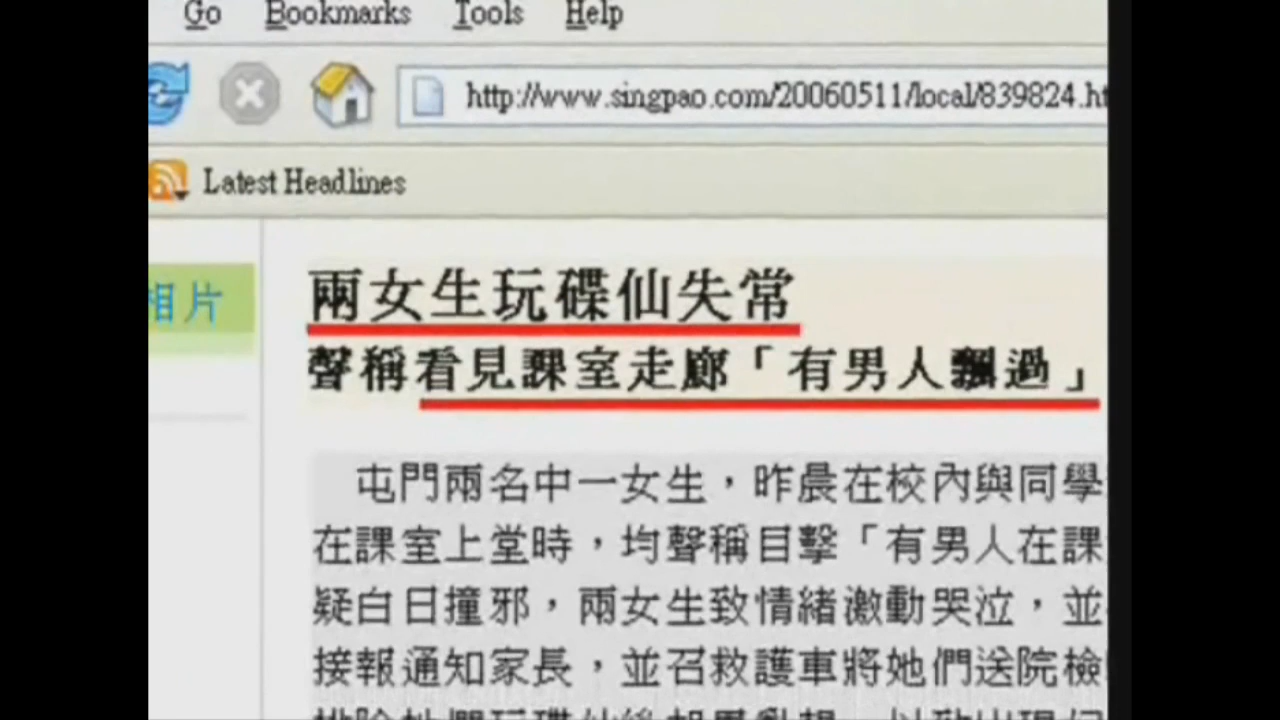 Go Bookmarks Tools Help
http://www.singpao.com/20060511/local/839824.ht
Latest Headlines
相片
兩女生玩碟仙失常
聲稱看見課室走廊「有男人飄過」
屯門兩名中一女生，昨晨在校內與同學
在課室上堂時，均聲稱目擊「有男人在課
疑白日撞邪，兩女生致情緒激動哭泣，並
接報通知家長，並召救護車將她們送院檢